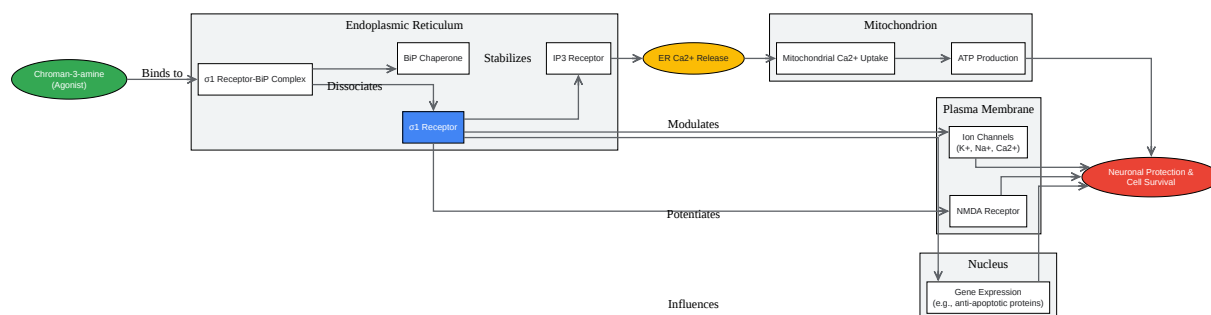 Endoplasmic Reticulum
Mitochondrion
BiP Chaperone
Stabilizes
IP3 Receptor
ER Ca2+ Release
Mitochondrial Ca2+ Uptake
ATP Production
Chroman-3-amine
(Agonist)
Binds to
σ1 Receptor-BiP Complex
Dissociates
Plasma Membrane
σ1 Receptor
Modulates
Ion Channels
(K+, Na+, Ca2+)
Neuronal Protection &
Cell Survival
Potentiates
NMDA Receptor
Nucleus
Influences
Gene Expression
(e.g., anti-apoptotic proteins)